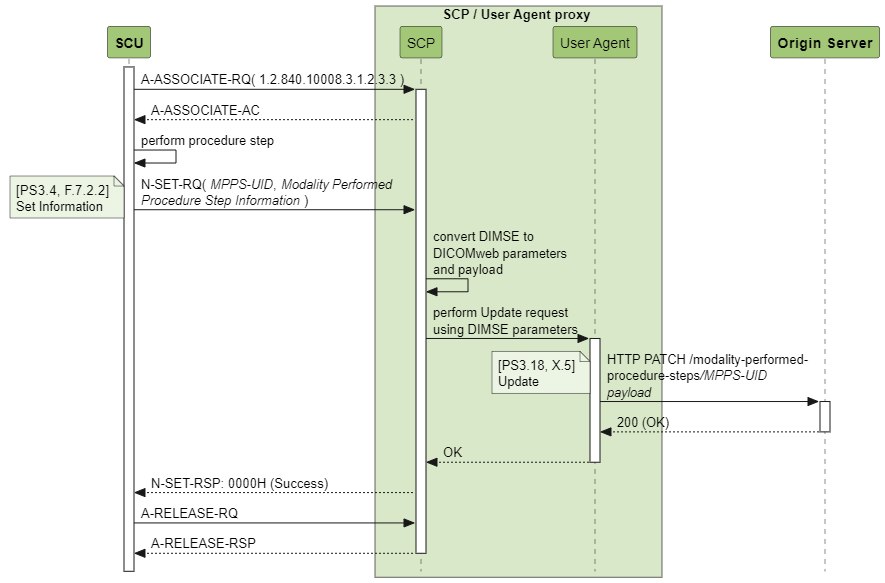 SCP / User Agent proxy
SCU
SCP
User Agent
Origin Server
A-ASSOCIATE-RQ( 1.2.840.10008.3.1.2.3.3 )
A-ASSOCIATE-AC
perform procedure step
[PS3.4, F.7.2.2]
Set Information
N-SET-RQ( MPPS-UID, Modality Performed
Procedure Step Information )
convert DIMSE to
DICOMweb parameters
and payload
perform Update request
using DIMSE parameters
[PS3.18, X.5]
Update
HTTP PATCH /modality-performed-
procedure-steps/MPPS-UID
payload
200 (OK)
OK
N-SET-RSP: 0000H (Success)
A-RELEASE-RQ
A-RELEASE-RSP